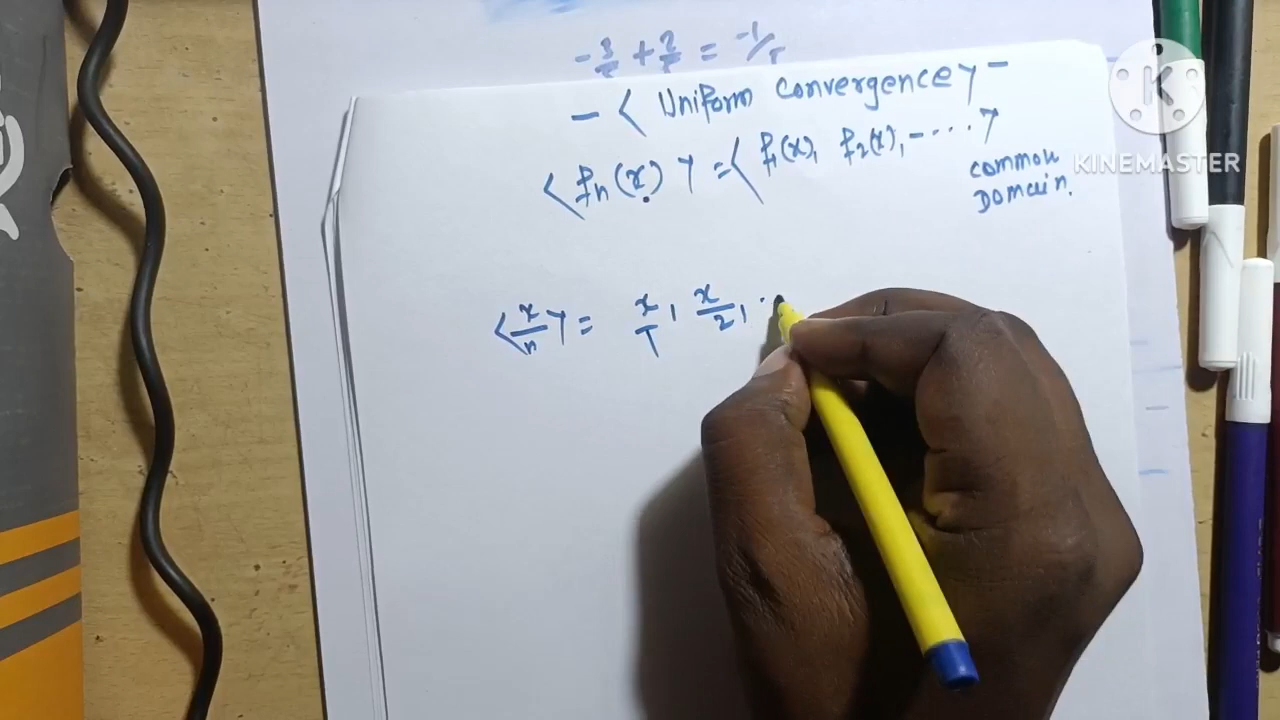 -3/5 + 2/5 = -1/5
- < Uniform Convergence > -
< fn(x) > = < f1(x), f2(x), - . . . . >
common
Domain.
< x/n > = x/1, x/2, . .
K
KINEMASTER